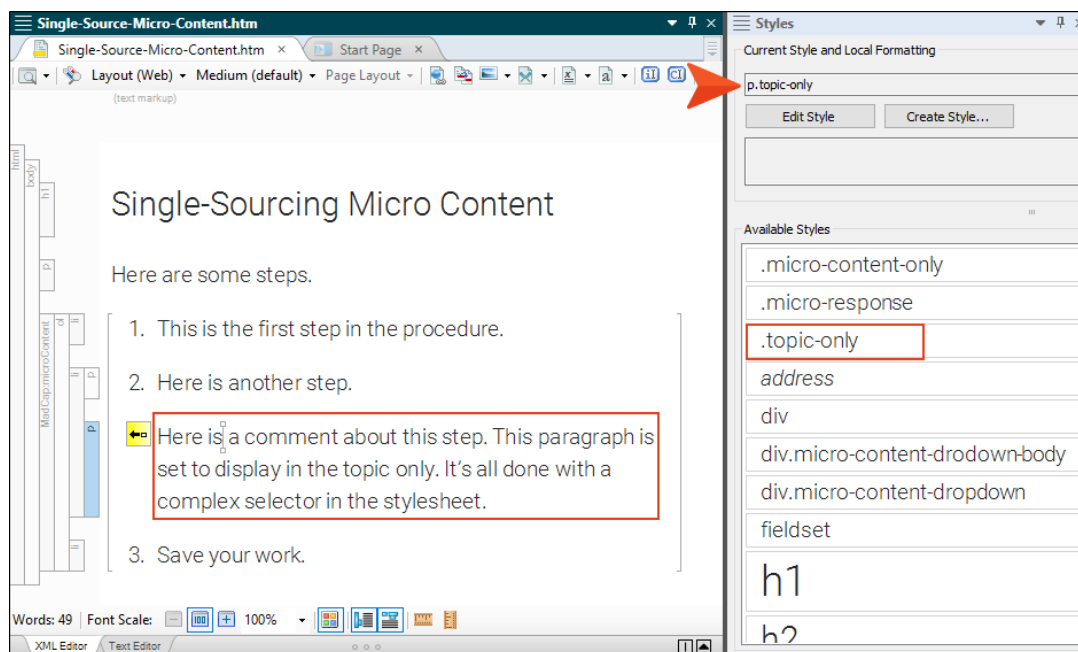 Single-Source-Micro-Content.htm
Single-Source-Micro-Content.htm
Start Page
Layout (Web)
Medium (default)
Page Layout
(text markup)
html
body
h1
p
MadCap:microContent
ol
li
li
p
p
li
Single-Sourcing Micro Content
Here are some steps.
1. This is the first step in the procedure.
2. Here is another step.
Here is a comment about this step. This paragraph is
set to display in the topic only. It's all done with a
complex selector in the stylesheet.
3. Save your work.
Words: 49
Font Scale:
100%
XML Editor
Text Editor
Styles
Current Style and Local Formatting
p.topic-only
Edit Style
Create Style...
Available Styles
.micro-content-only
.micro-response
.topic-only
address
div
div.micro-content-drodown-body
div.micro-content-dropdown
fieldset
h1
h2